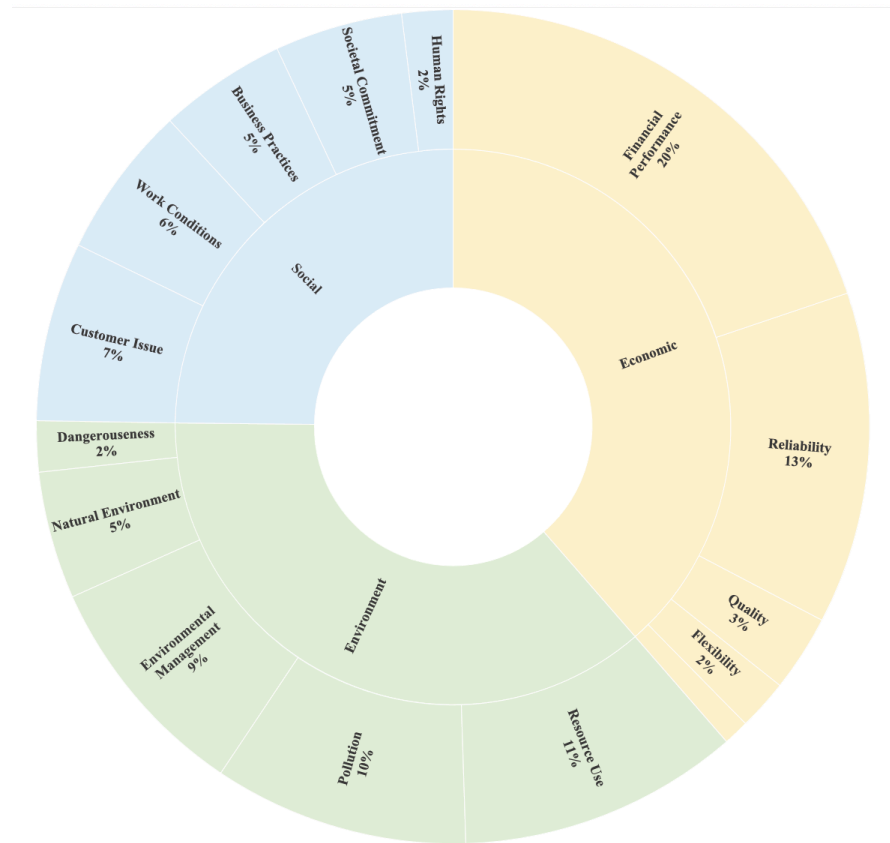 Human Rights
2%
Societal Commitment
5%
Business Practices
5%
Work Conditions
6%
Customer Issue
7%
Social
Financial
Performance
20%
Economic
Reliability
13%
Quality
3%
Flexibility
2%
Dangerouseness
2%
Natural Environment
5%
Environmental
Management
9%
Environment
Pollution
10%
Resource Use
11%